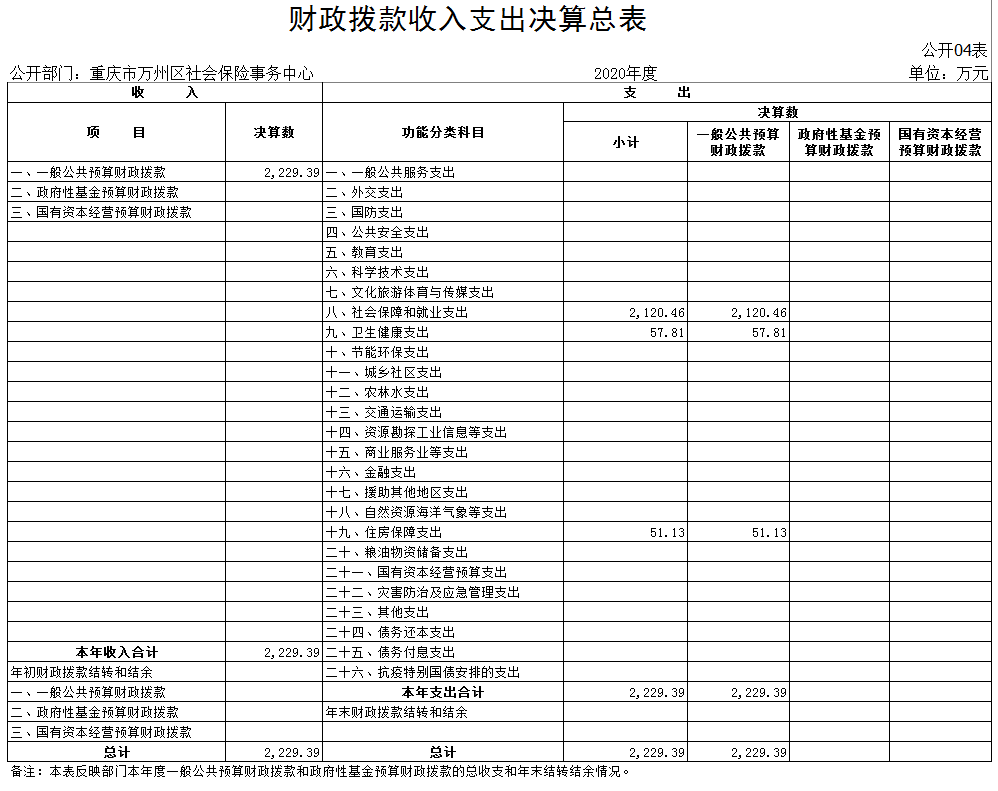 财政拨款收入支出决算总表
公开04表
公开部门：重庆市万州区社会保险事务中心 2020年度 单位：万元
收 入 支 出
项 目 决算数 功能分类科目 决算数
小计 一般公共预算财政拨款 政府性基金预算财政拨款 国有资本经营预算财政拨款
一、一般公共预算财政拨款 2,229.39 一、一般公共服务支出
二、政府性基金预算财政拨款 二、外交支出
三、国有资本经营预算财政拨款 三、国防支出
四、公共安全支出
五、教育支出
六、科学技术支出
七、文化旅游体育与传媒支出
八、社会保障和就业支出 2,120.46 2,120.46
九、卫生健康支出 57.81 57.81
十、节能环保支出
十一、城乡社区支出
十二、农林水支出
十三、交通运输支出
十四、资源勘探工业信息等支出
十五、商业服务业等支出
十六、金融支出
十七、援助其他地区支出
十八、自然资源海洋气象等支出
十九、住房保障支出 51.13 51.13
二十、粮油物资储备支出
二十一、国有资本经营预算支出
二十二、灾害防治及应急管理支出
二十三、其他支出
二十四、债务还本支出
本年收入合计 2,229.39 二十五、债务付息支出
年初财政拨款结转和结余 二十六、抗疫特别国债安排的支出
一、一般公共预算财政拨款 本年支出合计 2,229.39 2,229.39
二、政府性基金预算财政拨款 年末财政拨款结转和结余
三、国有资本经营预算财政拨款
总计 2,229.39 总计 2,229.39 2,229.39
备注：本表反映部门本年度一般公共预算财政拨款和政府性基金预算财政拨款的总收支和年末结转结余情况。